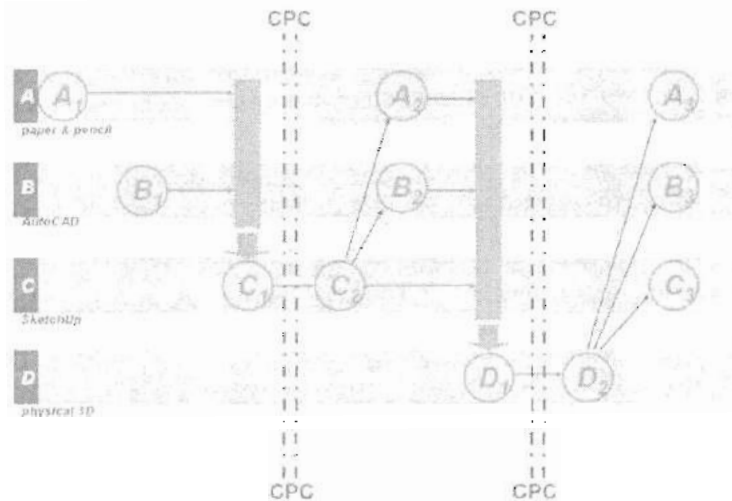 CPC CPC
A A1 A2 A3
paper & pencil
B B1 B2 B3
AutoCAD
C C1 C2 C3
SketchUp
D D1 D2
physical 3D
CPC CPC